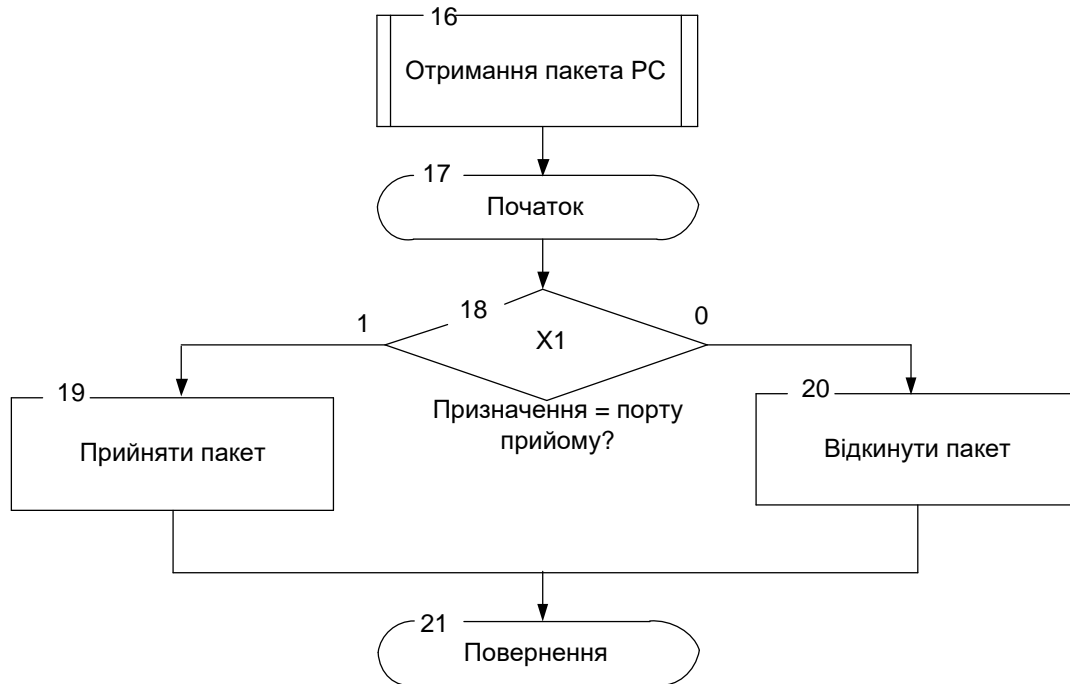 16
Отримання пакета PC
17
Початок
18
1
0
X1
19
20
Призначення = порту
прийому?
Прийняти пакет
Відкинути пакет
21
Повернення